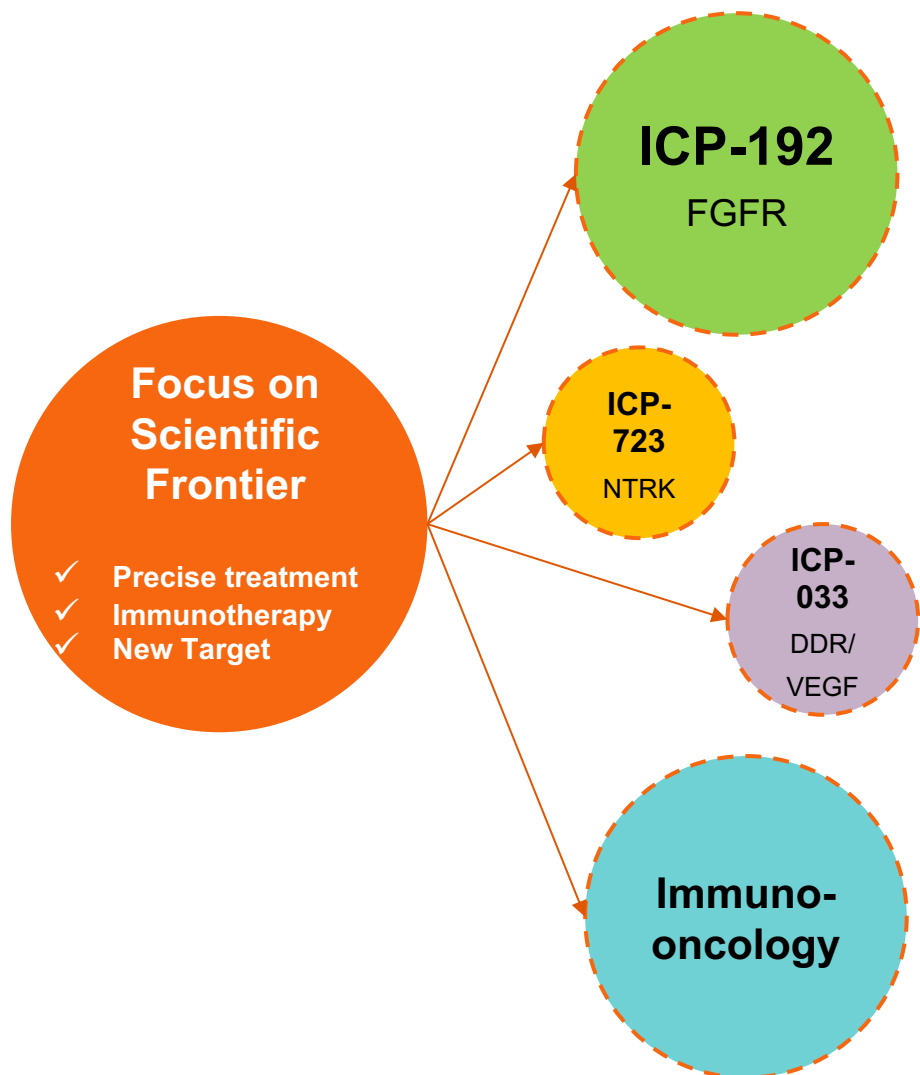 ICP-192
FGFR
Focus on
Scientific
Frontier
✓ Precise treatment
✓ Immunotherapy
✓ New Target
ICP-
723
NTRK
ICP-
033
DDR/
VEGF
Immuno-
oncology